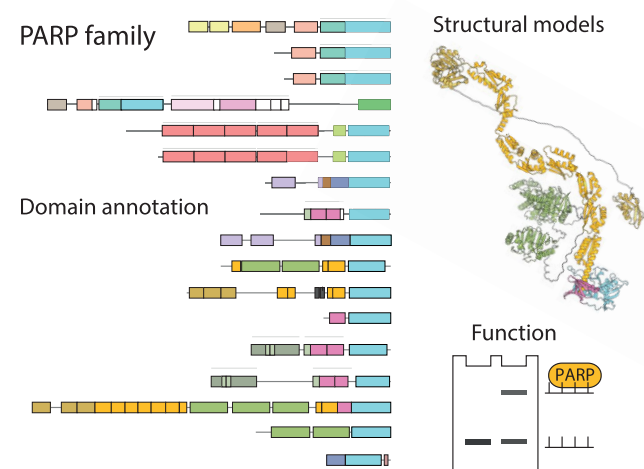 PARP family
Structural models
Domain annotation
Function
PARP